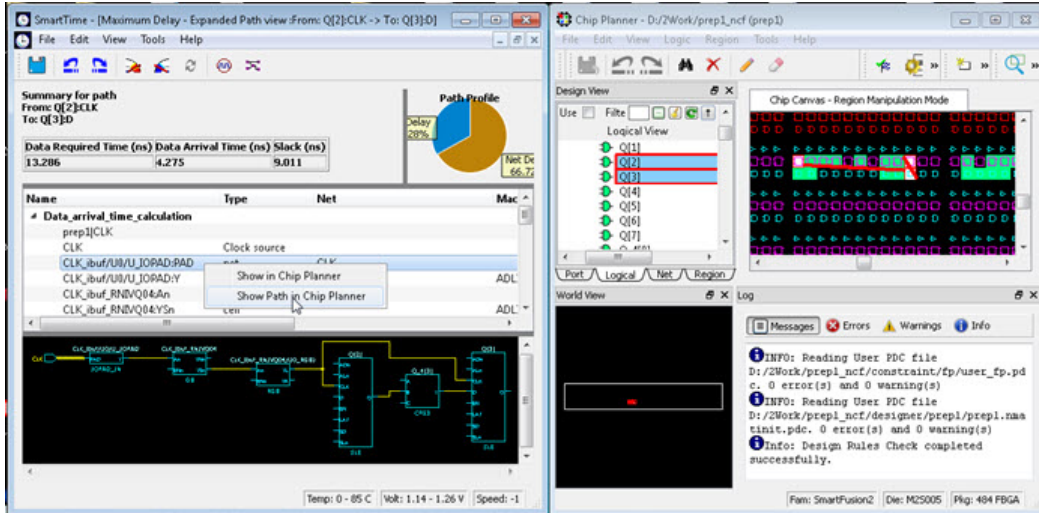 SmartTime - [Maximum Delay - Expanded Path view :From: Q[2]:CLK -> To: Q[3]:D]
File Edit View Tools Help
Summary for path
From: Q[2]:CLK
To: Q[3]:D
Data Required Time (ns) Data Arrival Time (ns) Slack (ns)
13.286 4.275 9.011
Path Profile
Delay
28%
Net De
66.72
Name Type Net Mac
Data_arrival_time_calculation
prep1|CLK
CLK Clock source
CLK_ibuf/U0/U_IOPAD:PAD net CLK
CLK_ibuf/U0/U_IOPAD:Y ADL
CLK_ibuf_RNIVQ04:An
CLK_ibuf_RNIVQ04:YSn cell ADL
Show in Chip Planner
Show Path in Chip Planner
CLK
Q[2]
Q[3]
GB
RGB
CFG3
SLE
SLE
Temp: 0 - 85 C Volt: 1.14 - 1.26 V Speed: -1
Chip Planner - D:/2Work/prep1_ncf (prep1)
File Edit View Logic Region Tools Help
Design View
Use Filte
Logical View
Q[1]
Q[2]
Q[3]
Q[4]
Q[5]
Q[6]
Q[7]
Port Logical Net Region
Chip Canvas - Region Manipulation Mode
World View
Log
Messages Errors Warnings Info
INFO: Reading User PDC file
D:/2Work/prep1_ncf/constraint/fp/user_fp.pd
c. 0 error(s) and 0 warning(s)
INFO: Reading User PDC file
D:/2Work/prep1_ncf/designer/prep1/prep1.nma
tinit.pdc. 0 error(s) and 0 warning(s)
Info: Design Rules Check completed
successfully.
Fam: SmartFusion2 Die: M2S005 Pkg: 484 FBGA